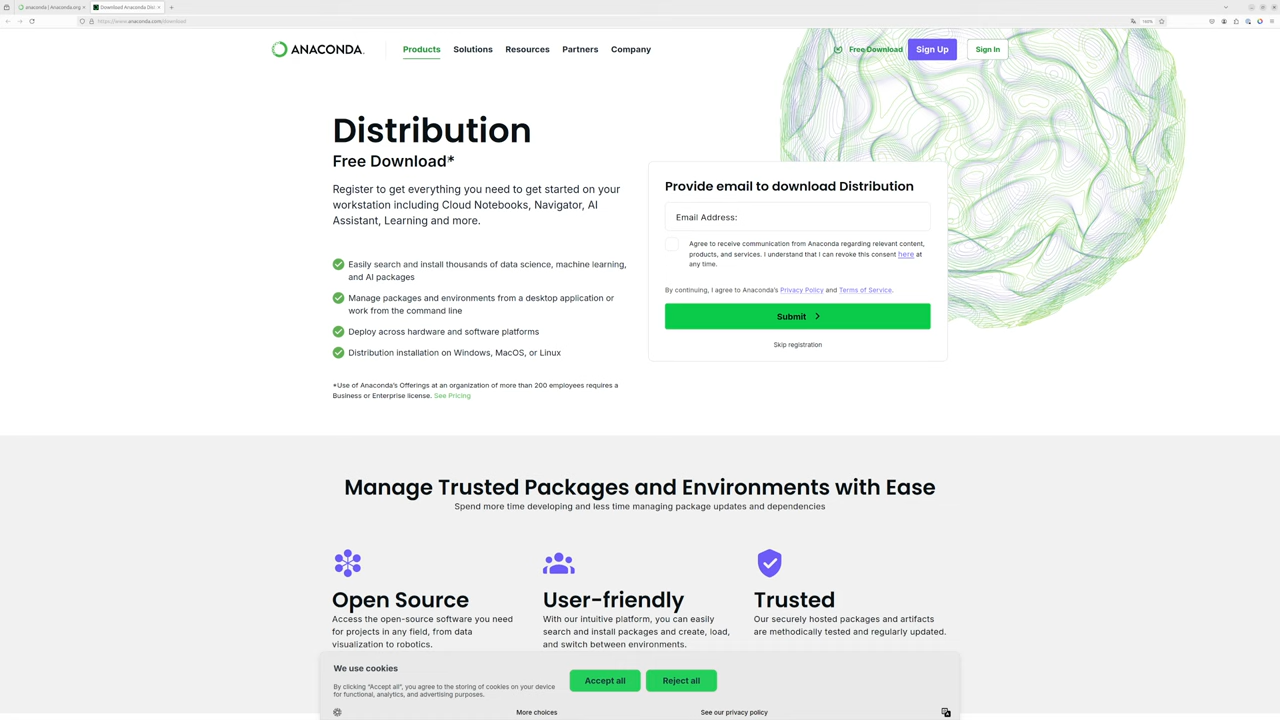 anaconda | Anaconda.org
Download Anaconda Dis
https://www.anaconda.com/download
ANACONDA.
Products
Solutions
Resources
Partners
Company
Free Download
Sign Up
Sign In
Distribution
Free Download*
Register to get everything you need to get started on your
workstation including Cloud Notebooks, Navigator, AI
Assistant, Learning and more.
Easily search and install thousands of data science, machine learning,
and AI packages
Manage packages and environments from a desktop application or
work from the command line
Deploy across hardware and software platforms
Distribution installation on Windows, MacOS, or Linux
*Use of Anaconda's Offerings at an organization of more than 200 employees requires a
Business or Enterprise license. See Pricing
Provide email to download Distribution
Email Address:
Agree to receive communication from Anaconda regarding relevant content,
products, and services. I understand that I can revoke this consent here at
any time.
By continuing, I agree to Anaconda's Privacy Policy and Terms of Service.
Submit
Skip registration
Manage Trusted Packages and Environments with Ease
Spend more time developing and less time managing package updates and dependencies
Open Source
Access the open-source software you need
for projects in any field, from data
visualization to robotics.
User-friendly
With our intuitive platform, you can easily
search and install packages and create, load,
and switch between environments.
Trusted
Our securely hosted packages and artifacts
are methodically tested and regularly updated.
We use cookies
By clicking "Accept all", you agree to the storing of cookies on your device
for functional, analytics, and advertising purposes.
Accept all
Reject all
More choices
See our privacy policy